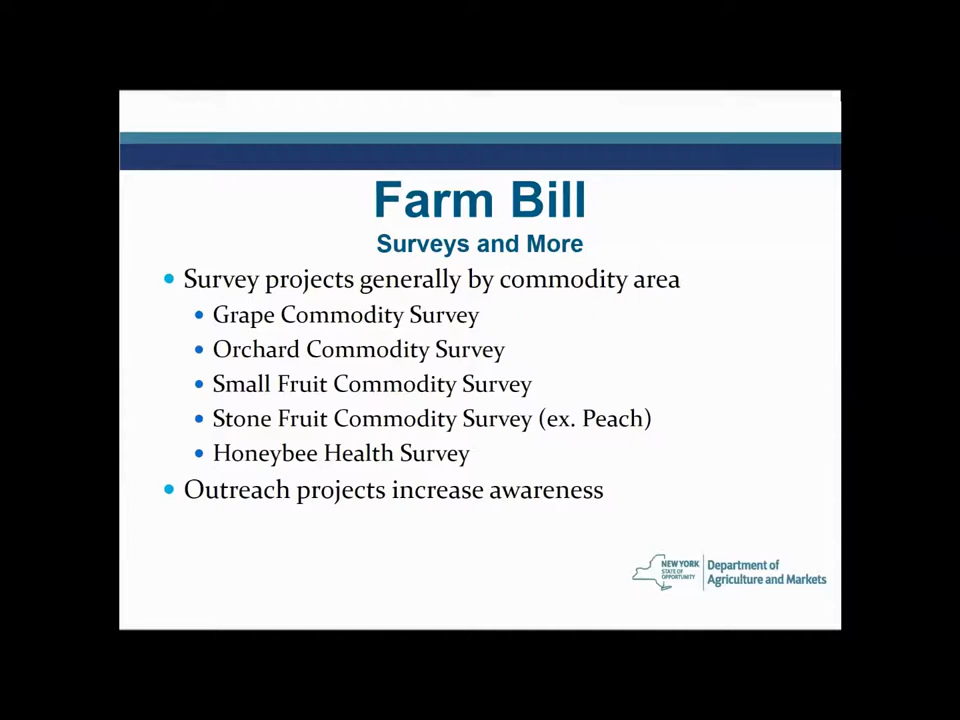 Farm Bill
Surveys and More
• Survey projects generally by commodity area
• Grape Commodity Survey
• Orchard Commodity Survey
• Small Fruit Commodity Survey
• Stone Fruit Commodity Survey (ex. Peach)
• Honeybee Health Survey
• Outreach projects increase awareness
NEW YORK
STATE OF
OPPORTUNITY
Department of
Agriculture and Markets